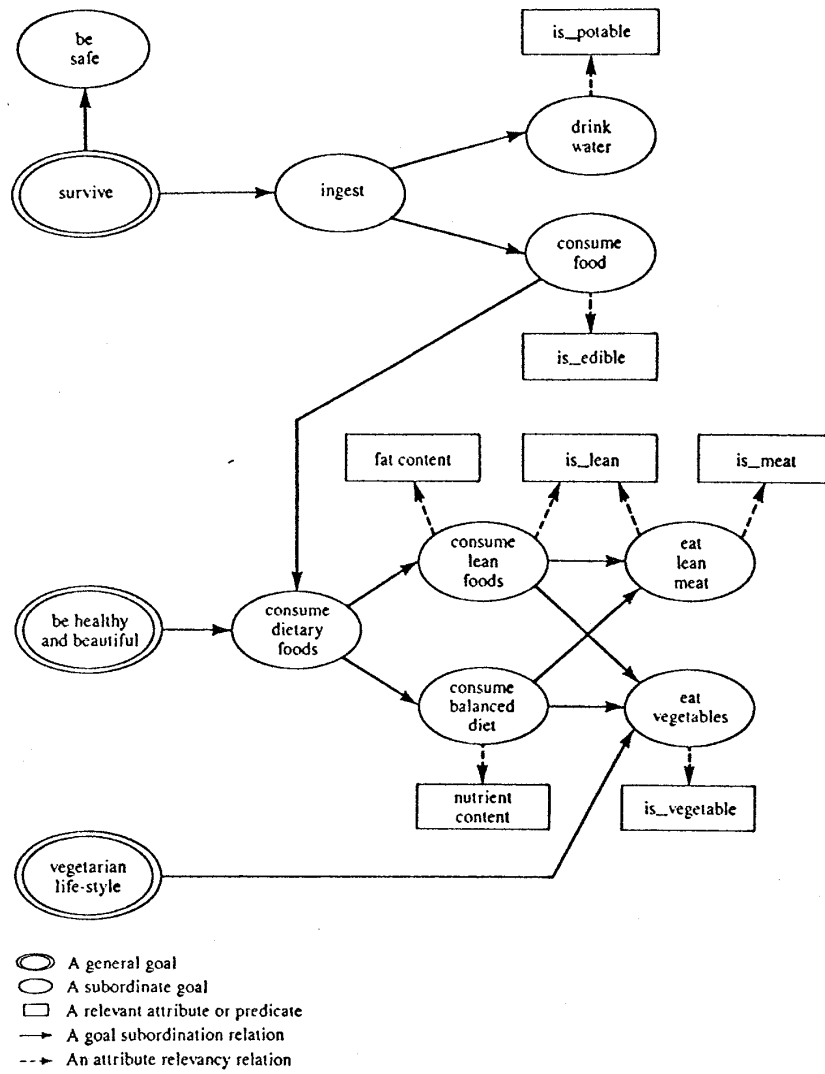 be
safe
is_potable
drink
water
survive
ingest
consume
food
is_edible
fat content
is_lean
is_meat
consume
lean
foods
eat
lean
meat
be healthy
and beautiful
consume
dietary
foods
consume
balanced
diet
eat
vegetables
nutrient
content
is_vegetable
vegetarian
life-style
A general goal
A subordinate goal
A relevant attribute or predicate
A goal subordination relation
An attribute relevancy relation